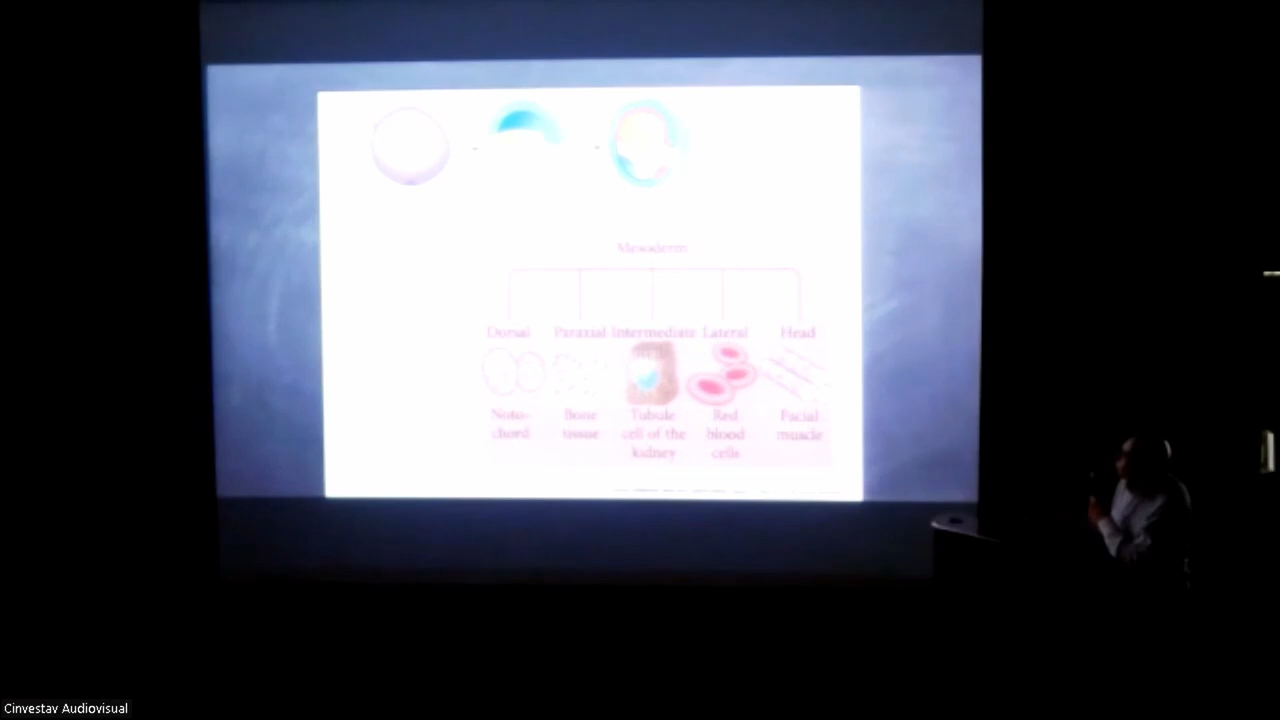 Mesoderm
Dorsal Paraxial Intermediate Lateral Head
Noto-
chord
Bone
tissue
Tubule
cell of the
kidney
Red
blood
cells
Facial
muscle
Cinvestav Audiovisual